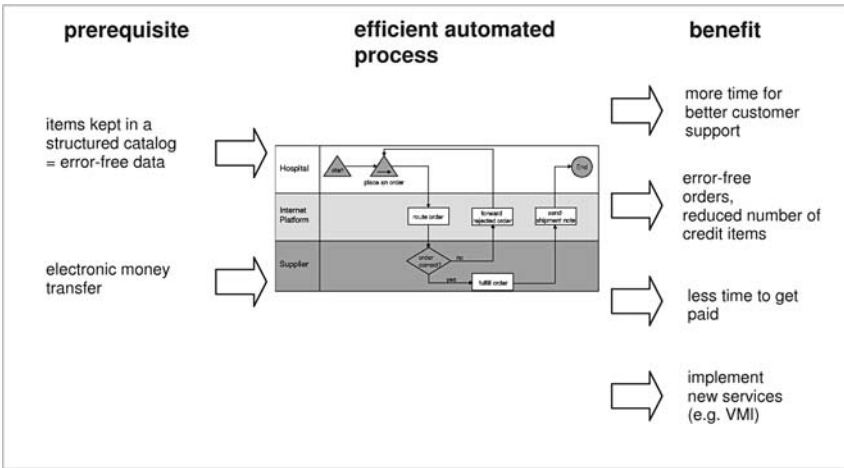 prerequisite
efficient automated
process
benefit
items kept in a
structured catalog
= error-free data
electronic money
transfer
Hospital
start
place an order
End
Internet
Platform
route order
forward
rejected order
send
shipment note
Supplier
order
correct?
no
yes
fulfill order
more time for
better customer
support
error-free
orders,
reduced number of
credit items
less time to get
paid
implement
new services
(e.g. VMI)